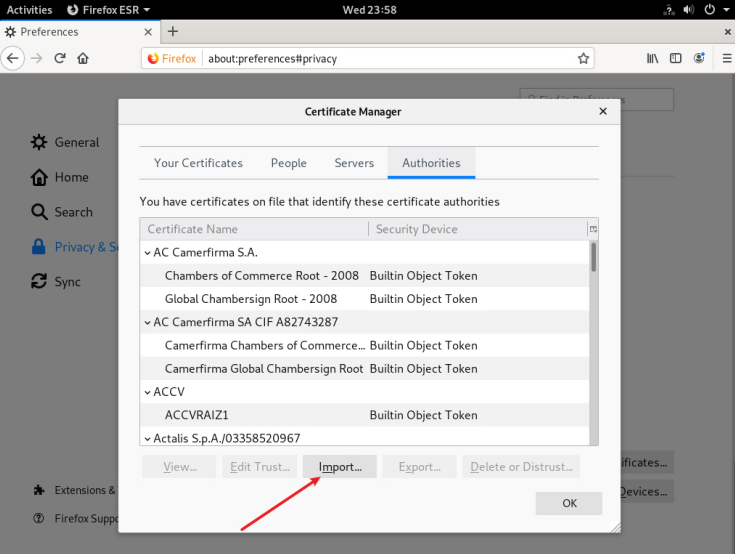 Activities Firefox ESR Wed 23:58
Preferences
Firefox about:preferences#privacy
Find in Preferences
Certificate Manager
General
Home
Search
Privacy & S
Sync
Your Certificates People Servers Authorities
You have certificates on file that identify these certificate authorities
Certificate Name Security Device
AC Camerfirma S.A.
Chambers of Commerce Root - 2008 Builtin Object Token
Global Chambersign Root - 2008 Builtin Object Token
AC Camerfirma SA CIF A82743287
Camerfirma Chambers of Commerce... Builtin Object Token
Camerfirma Global Chambersign Root Builtin Object Token
ACCV
ACCVRAIZ1 Builtin Object Token
Actalis S.p.A./03358520967
View... Edit Trust... Import... Export... Delete or Distrust...
ificates...
Extensions &
Devices...
OK
Firefox Suppo